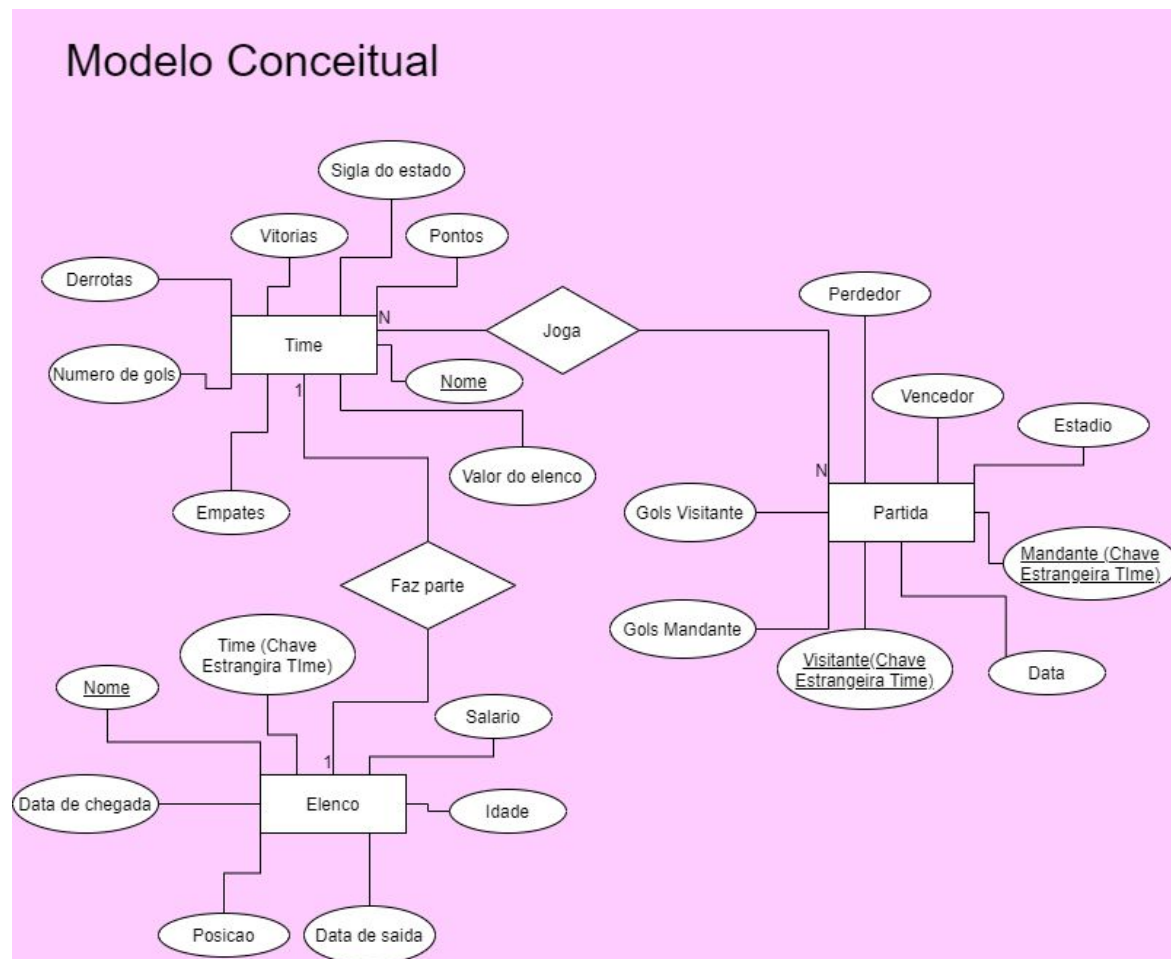 Modelo Conceitual
Sigla do estado
Vitorias
Pontos
Derrotas
Perdedor
N
Joga
Time
Numero de gols
Nome
1
Vencedor
Estadio
Valor do elenco
N
Empates
Gols Visitante
Partida
Mandante (Chave
Estrangeira TIme)
Faz parte
Gols Mandante
Time (Chave
Estrangira TIme)
Visitante(Chave
Estrangeira Time)
Data
Nome
Salario
1
Data de chegada
Elenco
Idade
Posicao
Data de saida